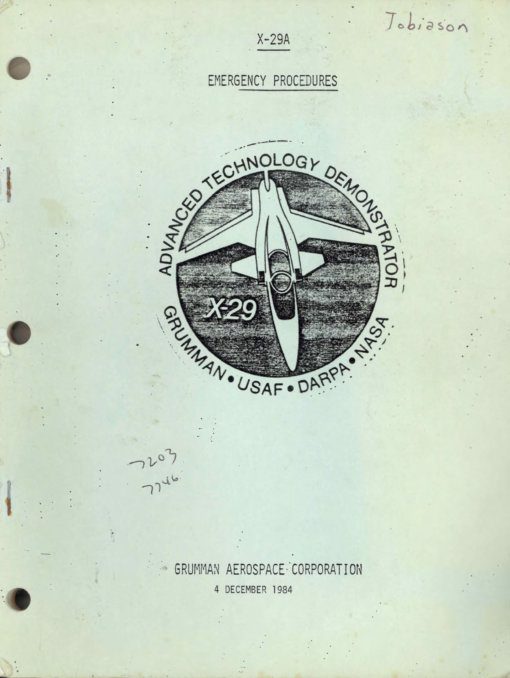 Tobiason
X-29A
EMERGENCY PROCEDURES
ADVANCED TECHNOLOGY DEMONSTRATOR
X-29
GRUMMAN • USAF • DARPA • NASA
7203
7746
GRUMMAN AEROSPACE CORPORATION
4 DECEMBER 1984